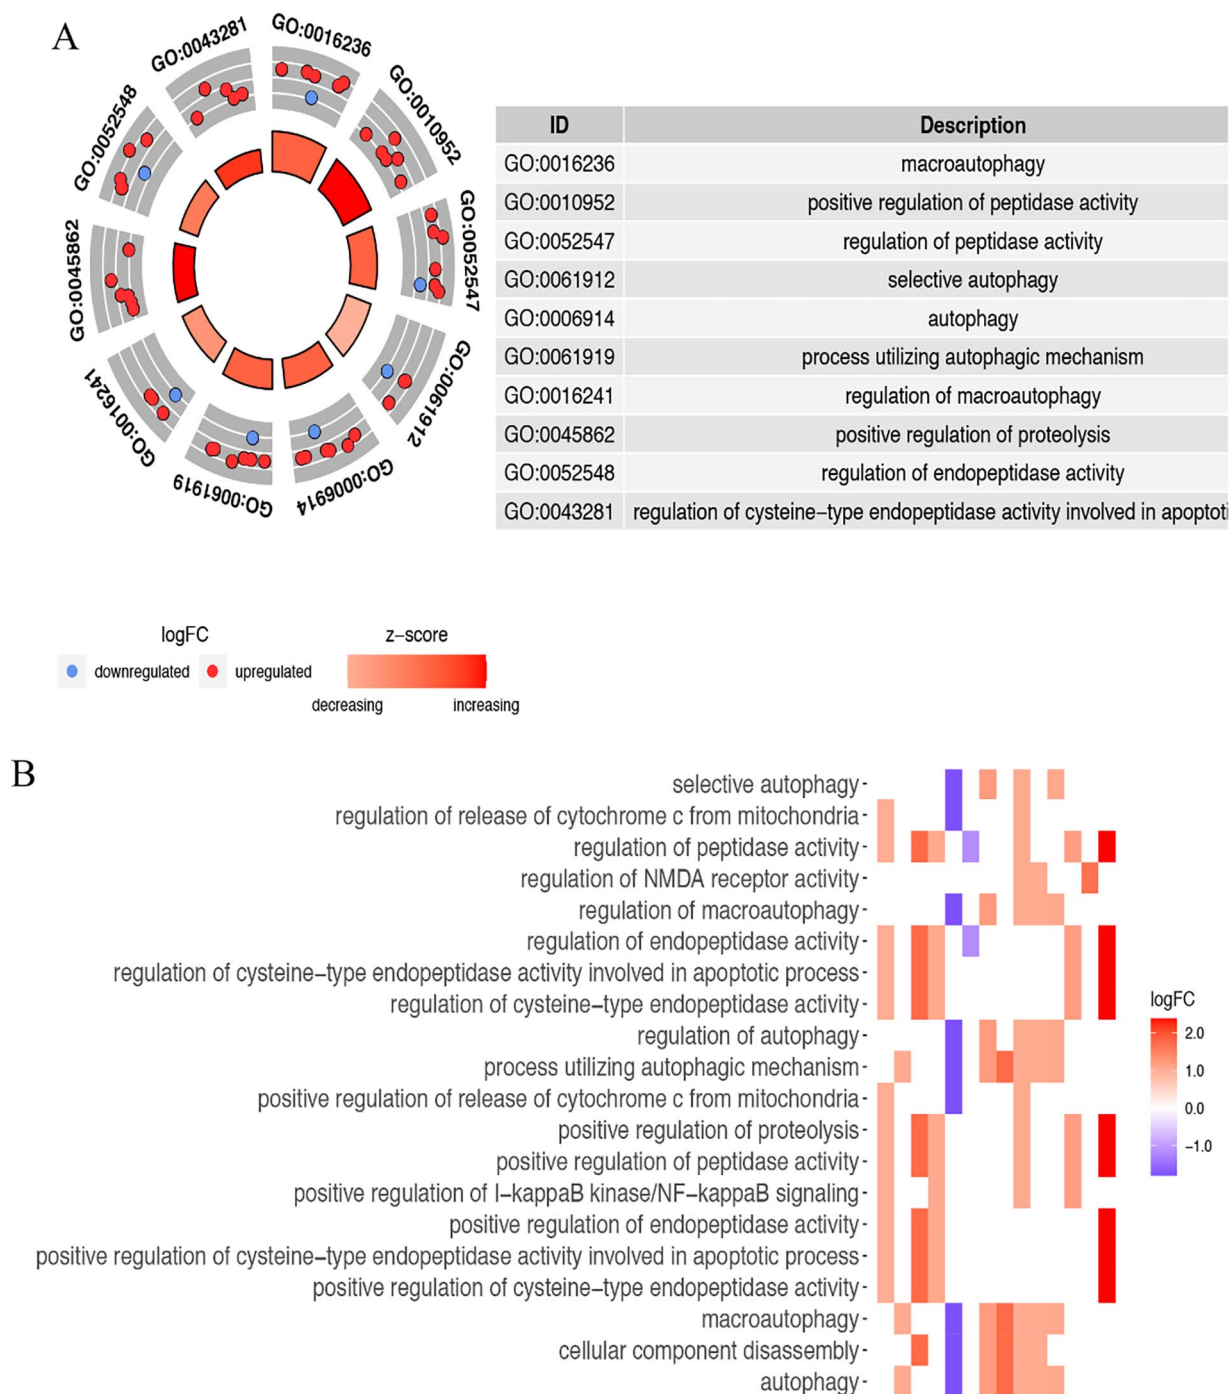 A
GO:0043281
GO:0016236
GO:0010952
GO:0052547
GO:0061912
GO:0006914
GO:0061919
GO:0016241
GO:0045862
GO:0052548
ID Description
GO:0016236 macroautophagy
GO:0010952 positive regulation of peptidase activity
GO:0052547 regulation of peptidase activity
GO:0061912 selective autophagy
GO:0006914 autophagy
GO:0061919 process utilizing autophagic mechanism
GO:0016241 regulation of macroautophagy
GO:0045862 positive regulation of proteolysis
GO:0052548 regulation of endopeptidase activity
GO:0043281 regulation of cysteine−type endopeptidase activity involved in apoptoti
logFC z−score
downregulated upregulated
decreasing increasing
B
selective autophagy
regulation of release of cytochrome c from mitochondria
regulation of peptidase activity
regulation of NMDA receptor activity
regulation of macroautophagy
regulation of endopeptidase activity
regulation of cysteine−type endopeptidase activity involved in apoptotic process
regulation of cysteine−type endopeptidase activity
regulation of autophagy
process utilizing autophagic mechanism
positive regulation of release of cytochrome c from mitochondria
positive regulation of proteolysis
positive regulation of peptidase activity
positive regulation of I−kappaB kinase/NF−kappaB signaling
positive regulation of endopeptidase activity
positive regulation of cysteine−type endopeptidase activity involved in apoptotic process
positive regulation of cysteine−type endopeptidase activity
macroautophagy
cellular component disassembly
autophagy
logFC
2.0
1.0
0.0
−1.0